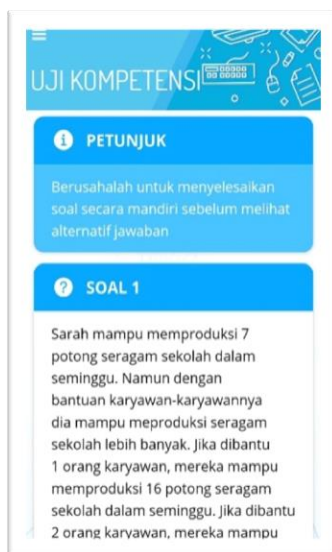 UJI KOMPETENSI
PETUNJUK
Berusahalah untuk menyelesaikan
soal secara mandiri sebelum melihat
alternatif jawaban
SOAL 1
Sarah mampu memproduksi 7
potong seragam sekolah dalam
seminggu. Namun dengan
bantuan karyawan-karyawannya
dia mampu meproduksi seragam
sekolah lebih banyak. Jika dibantu
1 orang karyawan, mereka mampu
memproduksi 16 potong seragam
sekolah dalam seminggu. Jika dibantu
2 orang karyawan, mereka mampu